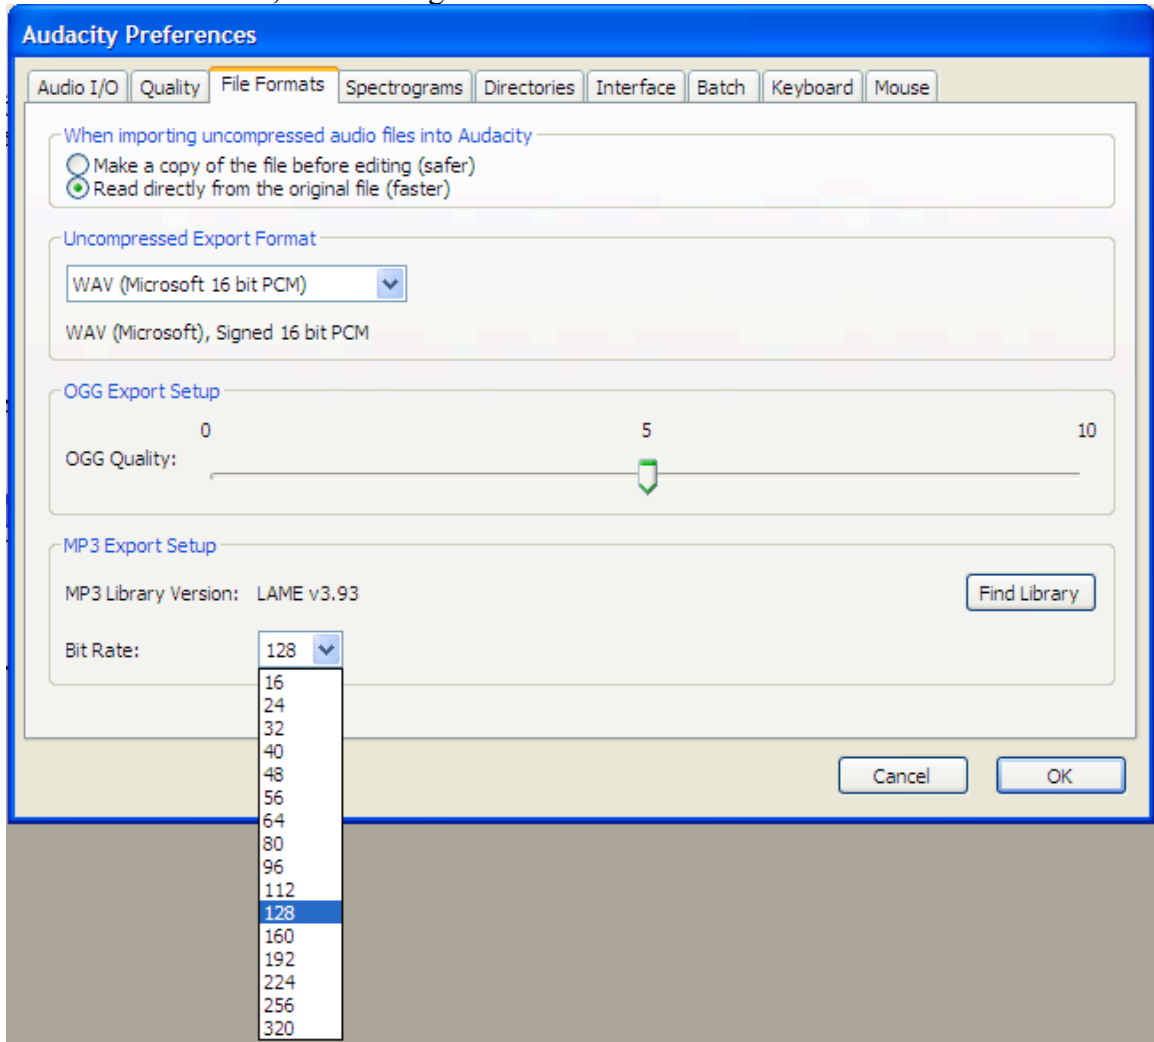 Audacity Preferences
Audio I/O Quality File Formats Spectrograms Directories Interface Batch Keyboard Mouse
When importing uncompressed audio files into Audacity
Make a copy of the file before editing (safer)
Read directly from the original file (faster)
Uncompressed Export Format
WAV (Microsoft 16 bit PCM)
WAV (Microsoft), Signed 16 bit PCM
OGG Export Setup
0 5 10
OGG Quality:
MP3 Export Setup
MP3 Library Version: LAME v3.93 Find Library
Bit Rate: 128
16
24
32
40
48
56
64
80
96
112
128
160
192
224
256
320
Cancel OK